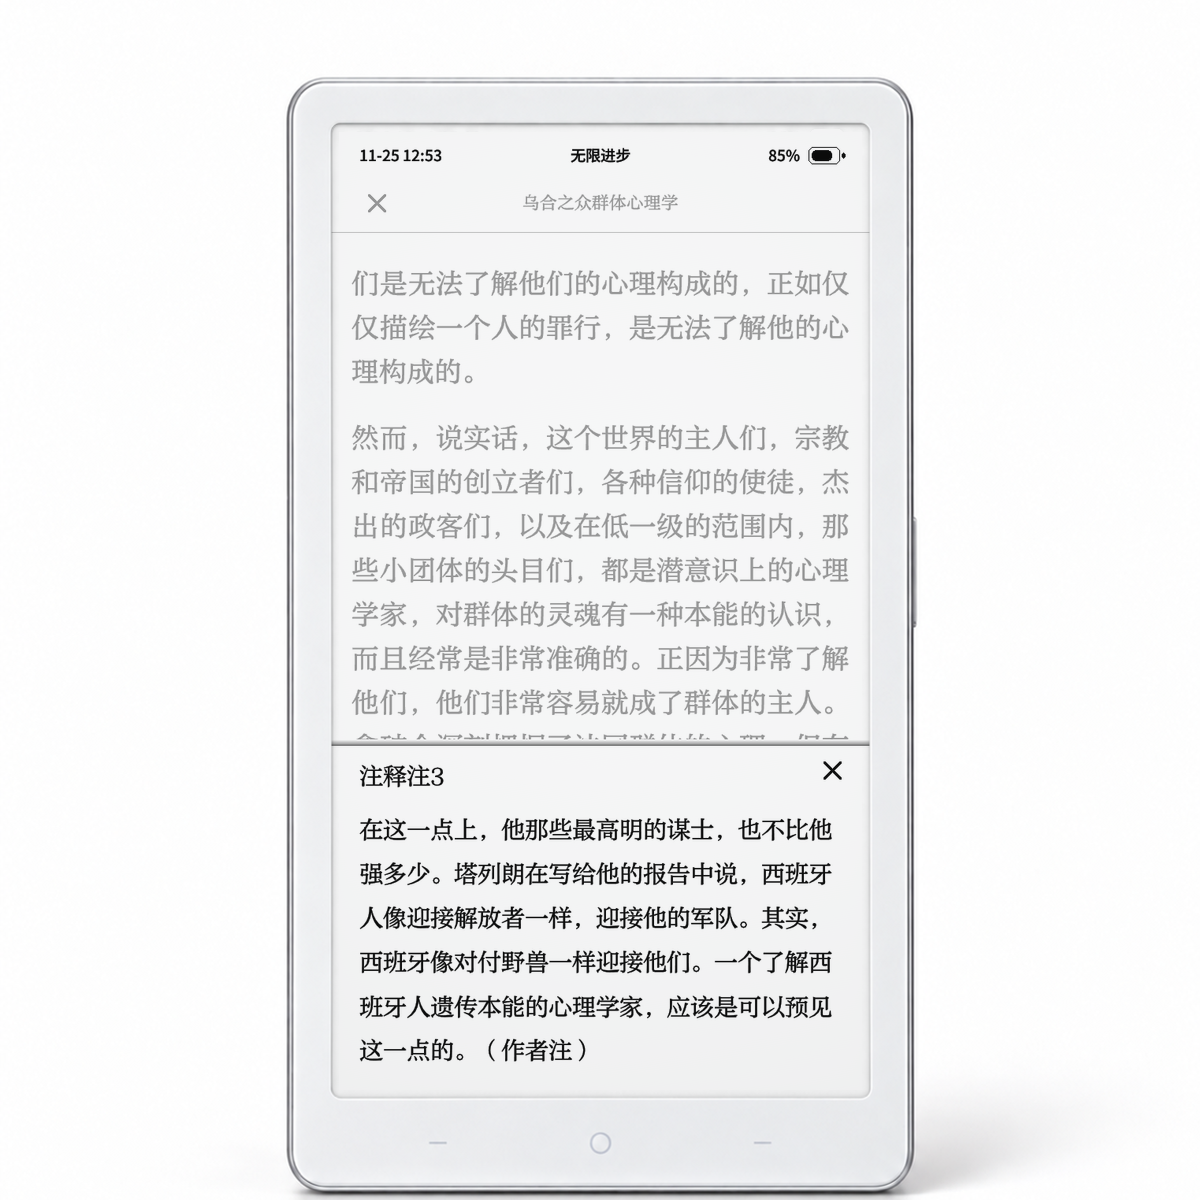 11-25 12:53 无限进步 85%
乌合之众群体心理学
们是无法了解他们的心理构成的，正如仅
仅描绘一个人的罪行，是无法了解他的心
理构成的。
然而，说实话，这个世界的主人们，宗教
和帝国的创立者们，各种信仰的使徒，杰
出的政客们，以及在低一级的范围内，那
些小团体的头目们，都是潜意识上的心理
学家，对群体的灵魂有一种本能的认识，
而且经常是非常准确的。正因为非常了解
他们，他们非常容易就成了群体的主人。
注释注3
在这一点上，他那些最高明的谋士，也不比他
强多少。塔列朗在写给他的报告中说，西班牙
人像迎接解放者一样，迎接他的军队。其实，
西班牙像对付野兽一样迎接他们。一个了解西
班牙人遗传本能的心理学家，应该是可以预见
这一点的。（作者注）